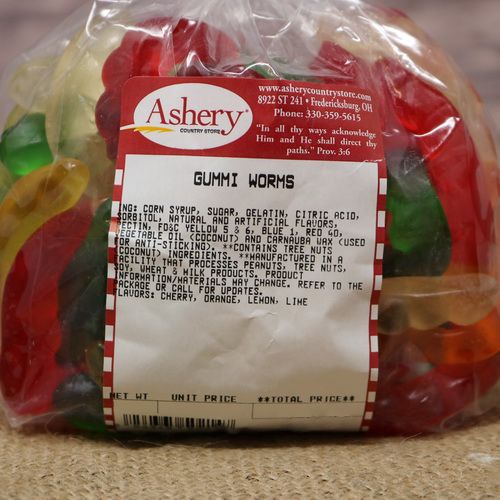 Ashery
COUNTRY STORE
www.asherycountrystore.com
8922 ST 241 • Fredericksburg, OH
Phone: 330-359-5615
"In all thy ways acknowledge
Him and He shall direct thy
paths." Prov. 3:6
GUMMI WORMS
ING: CORN SYRUP, SUGAR, GELATIN, CITRIC ACID,
SORBITOL, NATURAL AND ARTIFICIAL FLAVORS,
PECTIN, FD&C YELLOW 5 & 6, BLUE 1, RED 40,
VEGETABLE OIL (COCONUT) AND CARNAUBA WAX (USED
FOR ANTI-STICKING). **CONTAINS TREE NUTS
(COCONUT) INGREDIENTS. **MANUFACTURED IN A
FACILITY THAT PROCESSES PEANUTS, TREE NUTS,
SOY, WHEAT & MILK PRODUCTS. PRODUCT
INFORMATION/MATERIALS MAY CHANGE. REFER TO THE
PACKAGE OR CALL FOR UPDATES.
FLAVORS: CHERRY, ORANGE, LEMON, LIME
NET WT UNIT PRICE **TOTAL PRICE**